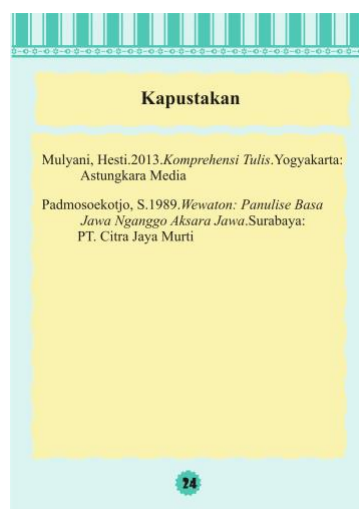 Kapustakan
Mulyani, Hesti.2013.Komprehensi Tulis.Yogyakarta:
Astungkara Media
Padmosoekotjo, S.1989.Wewaton: Panulise Basa
Jawa Nganggo Aksara Jawa.Surabaya:
PT. Citra Jaya Murti
24